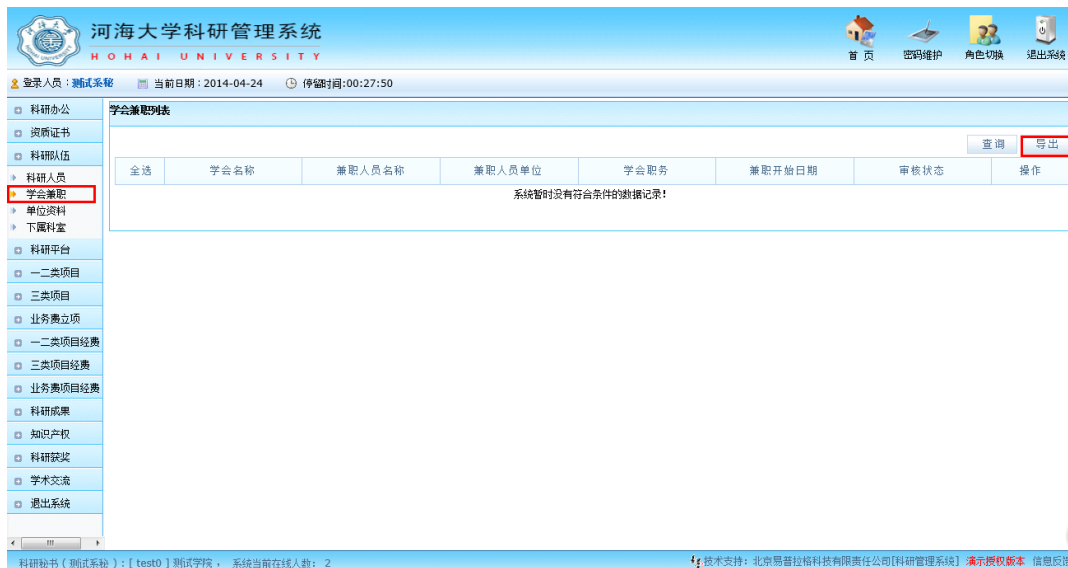 河海大学科研管理系统
HOHAI UNIVERSITY
首 页
密码维护
角色切换
退出系统
登录人员：测试系秘
当前日期：2014-04-24
停留时间:00:27:50
科研办公
资质证书
科研队伍
科研人员
学会兼职
单位资料
下属科室
科研平台
一二类项目
三类项目
业务费立项
一二类项目经费
三类项目经费
业务费项目经费
科研成果
知识产权
科研获奖
学术交流
退出系统
学会兼职列表
查询 导出
全选 学会名称 兼职人员名称 兼职人员单位 学会职务 兼职开始日期 审核状态 操作
系统暂时没有符合条件的数据记录!
科研秘书(测试系秘):[ test0 ]测试学院， 系统当前在线人数: 2
技术支持: 北京易普拉格科技有限责任公司[科研管理系统] 演示授权版本 信息反馈